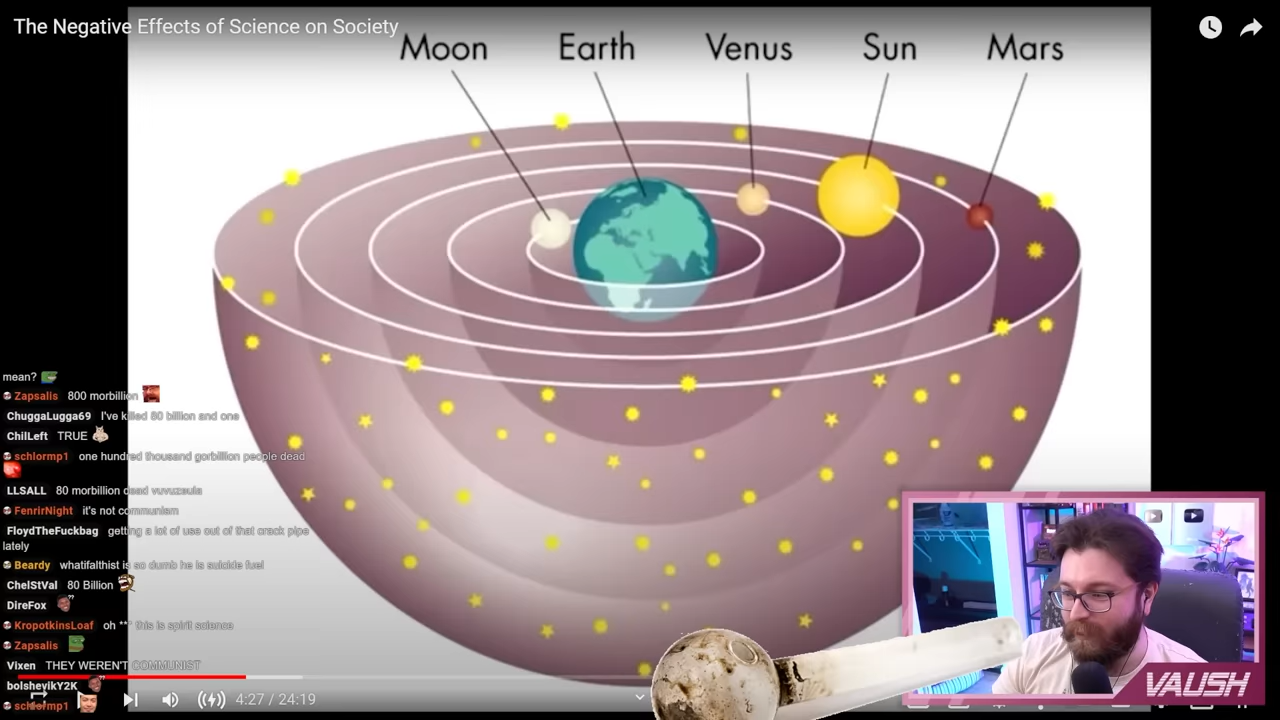 The Negative Effects of Science on Society
Moon Earth Venus Sun Mars
mean?
Zapsalis 800 morbillion
ChuggaLugga69 I've killed 80 billion and one
ChilLeft TRUE
schlormp1 one hundred thousand gorbillion people dead
LLSALL 80 morbillion dead vuvuzeula
FenrirNight it's not communism
FloydTheFuckbag getting a lot of use out of that crack pipe
lately
Beardy whatifalthist is so dumb he is suicide fuel
ChelStVal 80 Billion
DireFox
KropotkinsLoaf oh *** this is spirit science
Zapsalis
Vixen THEY WEREN'T COMMUNIST
bolshevikY2K
schlormp1
4:27 / 24:19
VAUSH